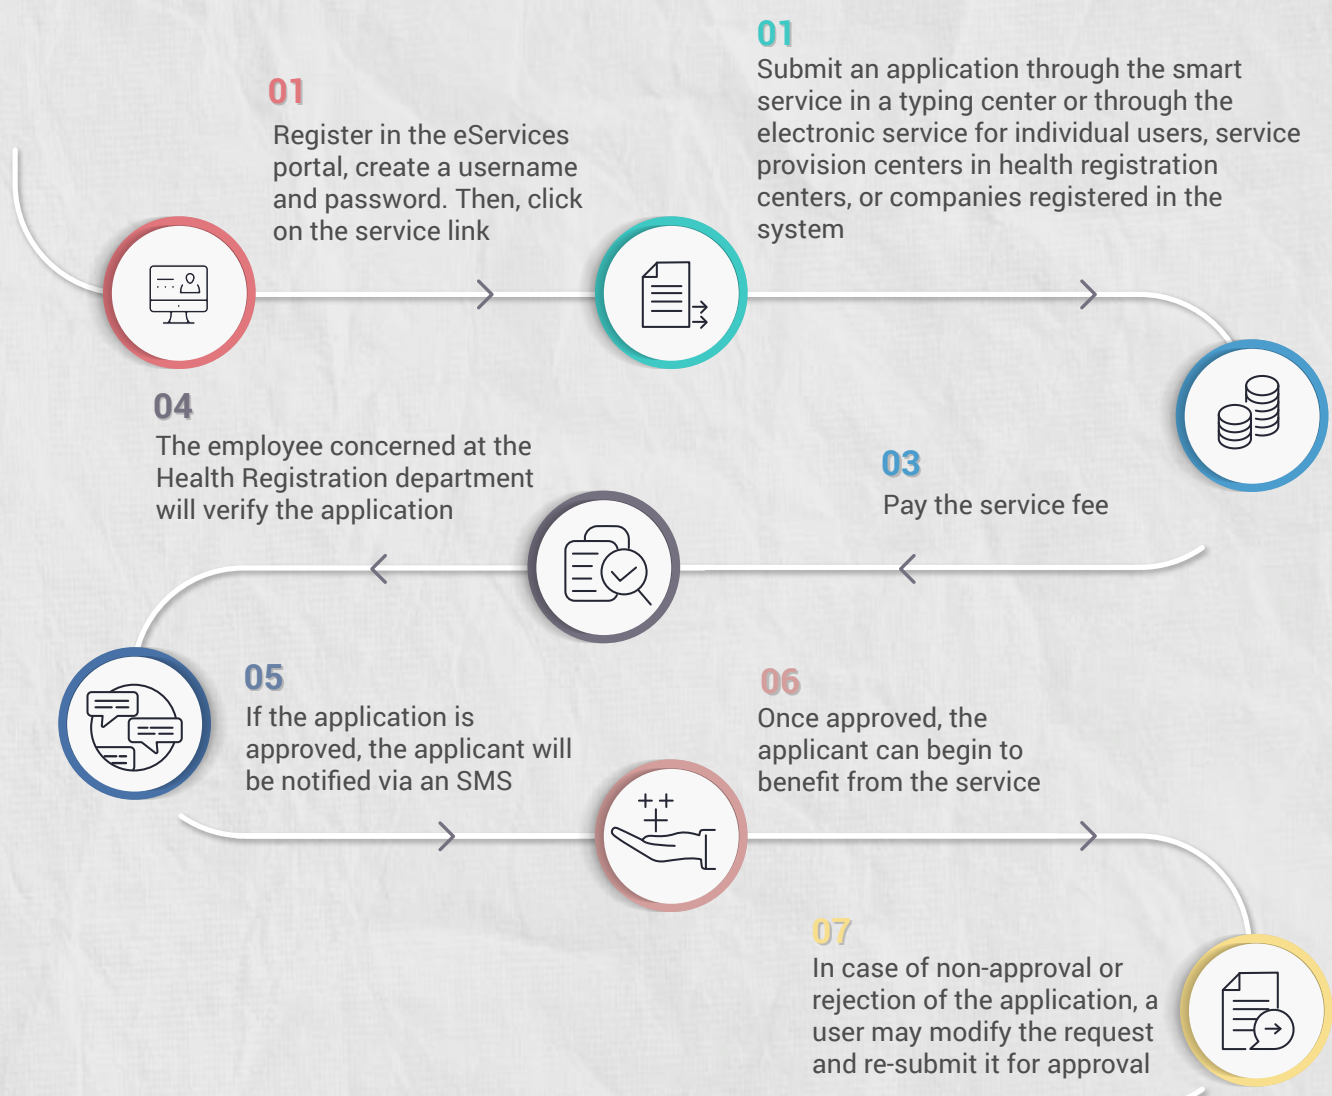 01
Register in the eServices
portal, create a username
and password. Then, click
on the service link
01
Submit an application through the smart
service in a typing center or through the
electronic service for individual users, service
provision centers in health registration
centers, or companies registered in the
system
03
Pay the service fee
04
The employee concerned at the
Health Registration department
will verify the application
05
If the application is
approved, the applicant will
be notified via an SMS
06
Once approved, the
applicant can begin to
benefit from the service
07
In case of non-approval or
rejection of the application, a
user may modify the request
and re-submit it for approval